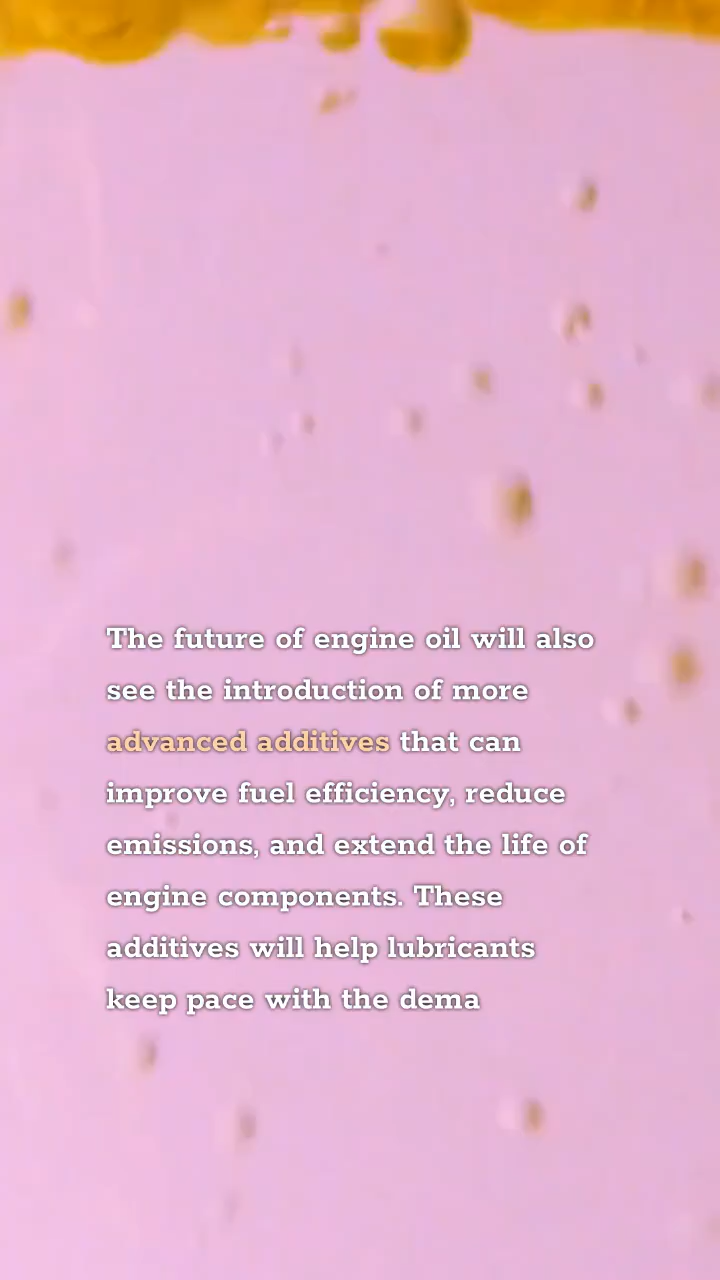 The future of engine oil will also
see the introduction of more
advanced additives that can
improve fuel efficiency, reduce
emissions, and extend the life of
engine components. These
additives will help lubricants
keep pace with the dema